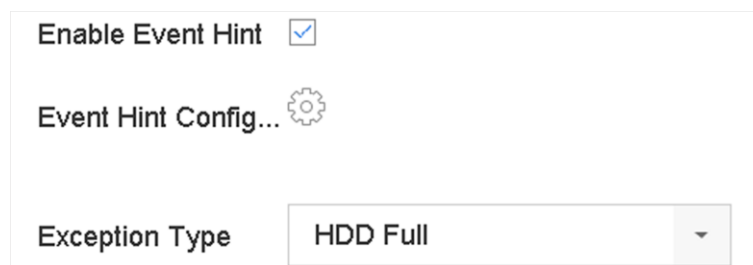 Enable Event Hint
Event Hint Config...
Exception Type HDD Full